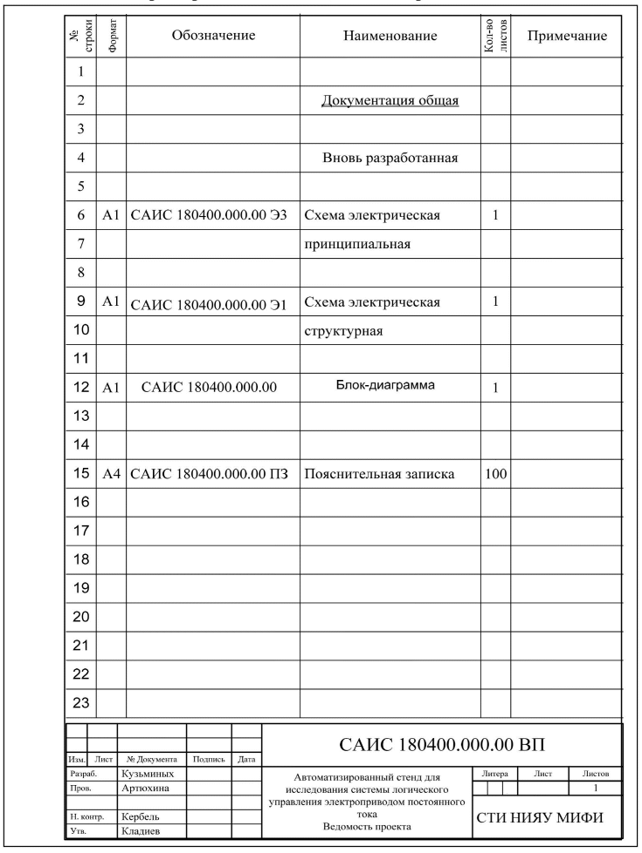 № строки Формат Обозначение Наименование Кол-во листов Примечание
1
2 Документация общая
3
4 Вновь разработанная
5
6 А1 САИС 180400.000.00 Э3 Схема электрическая 1
7 принципиальная
8
9 А1 САИС 180400.000.00 Э1 Схема электрическая 1
10 структурная
11
12 А1 САИС 180400.000.00 Блок-диаграмма 1
13
14
15 А4 САИС 180400.000.00 ПЗ Пояснительная записка 100
16
17
18
19
20
21
22
23
САИС 180400.000.00 ВП
Изм. Лист № Документа Подпись Дата
Разраб. Кузьминых
Пров. Артюхина
Н. контр. Кербель
Утв. Кладиев
Автоматизированный стенд для
исследования системы логического
управления электроприводом постоянного
тока
Ведомость проекта
Литера Лист Листов
1
СТИ НИЯУ МИФИ